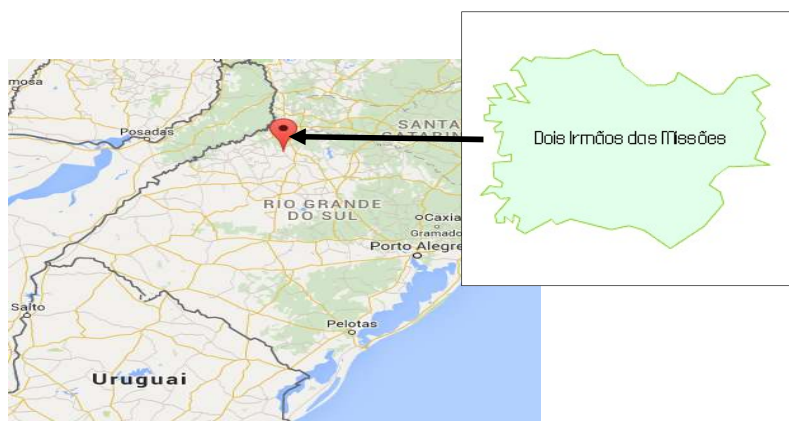 mosa
Posadas
SANTA
CATARIN
RIO GRANDE
DO SUL
Caxia
Gramado
Porto Alegre
Salto
Pelotas
Uruguai
Dois Irmãos das Missões